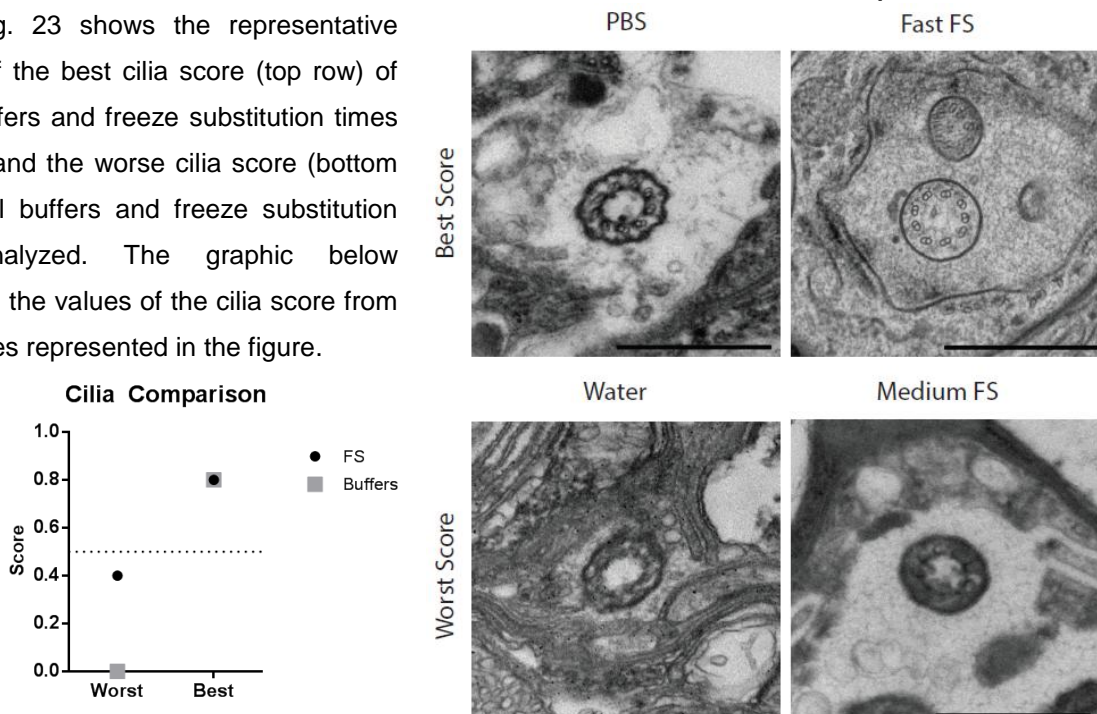 g. 23 shows the representative
f the best cilia score (top row) of
fers and freeze substitution times
and the worse cilia score (bottom
l buffers and freeze substitution
nalyzed. The graphic below
the values of the cilia score from
es represented in the figure.
Cilia Comparison
1.0
0.8
0.6
0.4
0.2
0.0
Score
Worst
Best
FS
Buffers
PBS
Fast FS
Best Score
Water
Medium FS
Worst Score